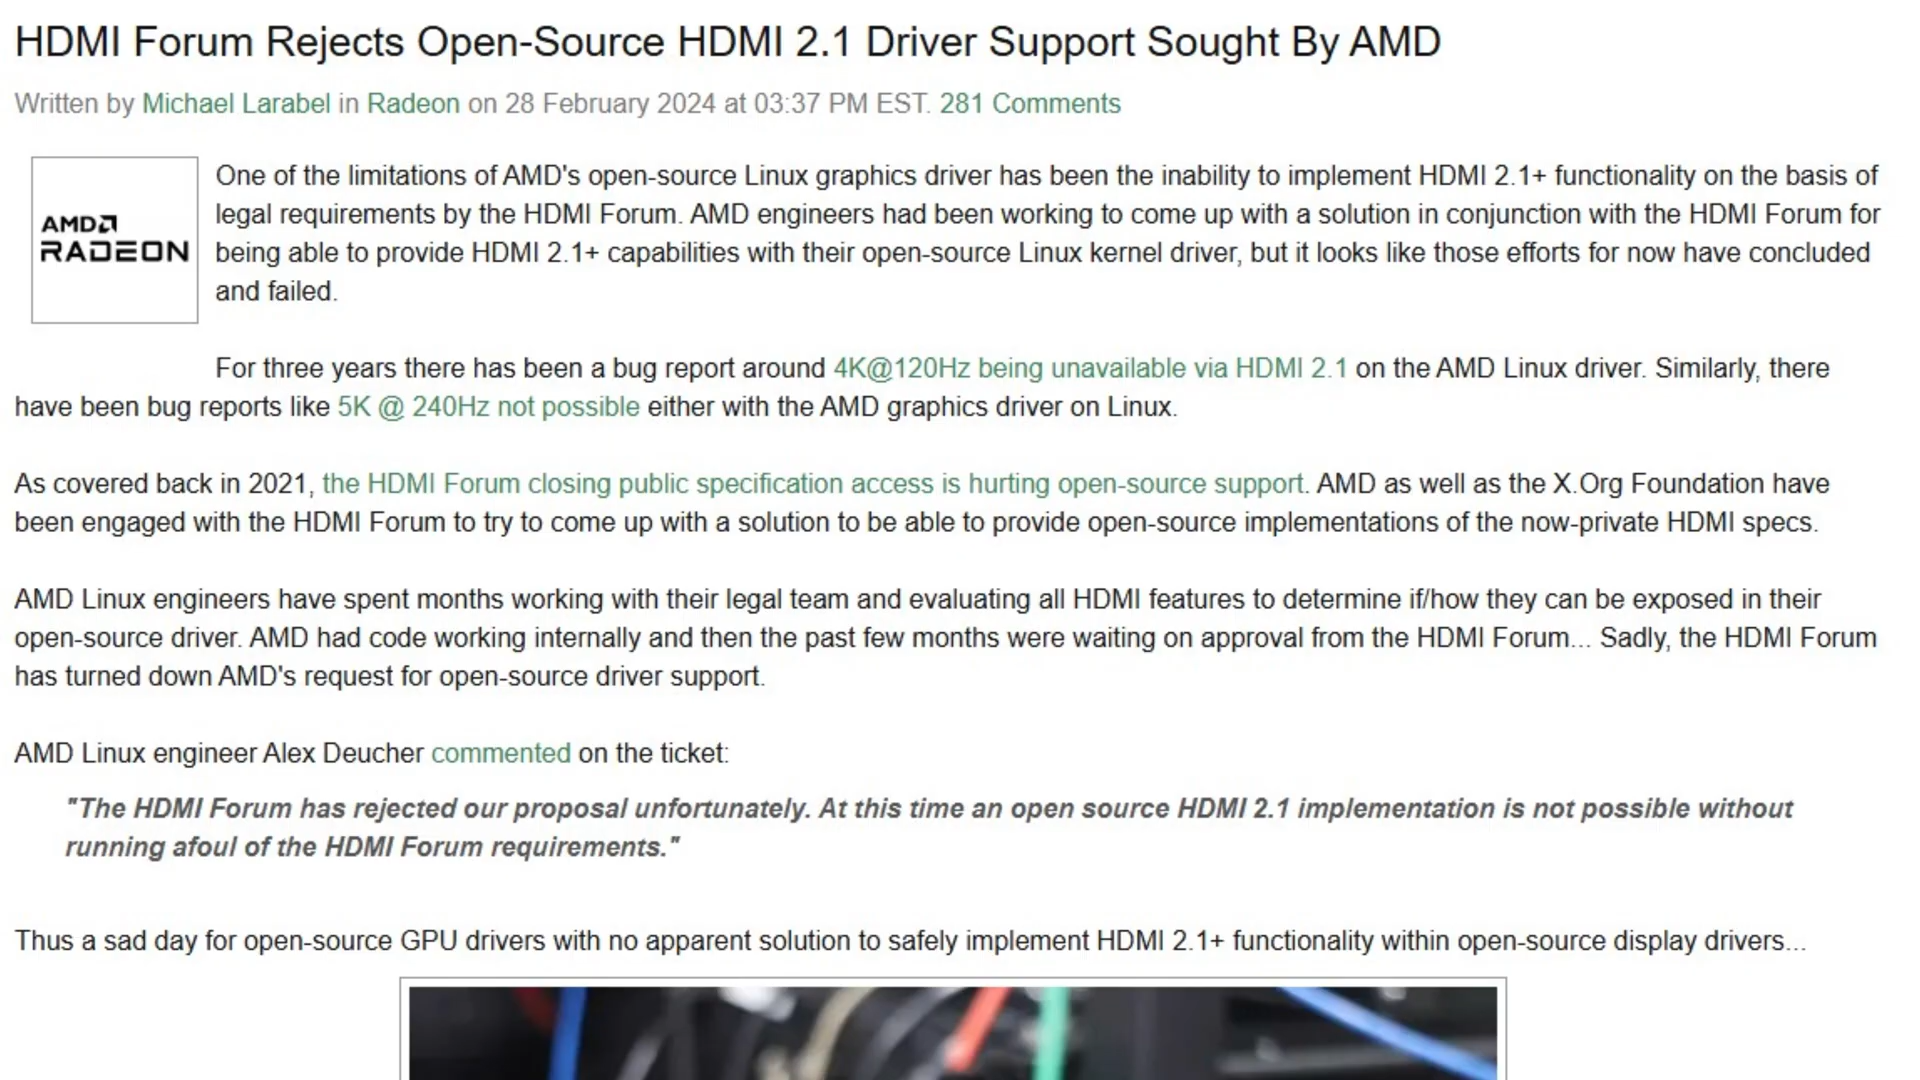 HDMI Forum Rejects Open-Source HDMI 2.1 Driver Support Sought By AMD
Written by Michael Larabel in Radeon on 28 February 2024 at 03:37 PM EST. 281 Comments
AMD
RADEON
One of the limitations of AMD's open-source Linux graphics driver has been the inability to implement HDMI 2.1+ functionality on the basis of
legal requirements by the HDMI Forum. AMD engineers had been working to come up with a solution in conjunction with the HDMI Forum for
being able to provide HDMI 2.1+ capabilities with their open-source Linux kernel driver, but it looks like those efforts for now have concluded
and failed.
For three years there has been a bug report around 4K@120Hz being unavailable via HDMI 2.1 on the AMD Linux driver. Similarly, there
have been bug reports like 5K @ 240Hz not possible either with the AMD graphics driver on Linux.
As covered back in 2021, the HDMI Forum closing public specification access is hurting open-source support. AMD as well as the X.Org Foundation have
been engaged with the HDMI Forum to try to come up with a solution to be able to provide open-source implementations of the now-private HDMI specs.
AMD Linux engineers have spent months working with their legal team and evaluating all HDMI features to determine if/how they can be exposed in their
open-source driver. AMD had code working internally and then the past few months were waiting on approval from the HDMI Forum... Sadly, the HDMI Forum
has turned down AMD's request for open-source driver support.
AMD Linux engineer Alex Deucher commented on the ticket:
"The HDMI Forum has rejected our proposal unfortunately. At this time an open source HDMI 2.1 implementation is not possible without
running afoul of the HDMI Forum requirements."
Thus a sad day for open-source GPU drivers with no apparent solution to safely implement HDMI 2.1+ functionality within open-source display drivers...